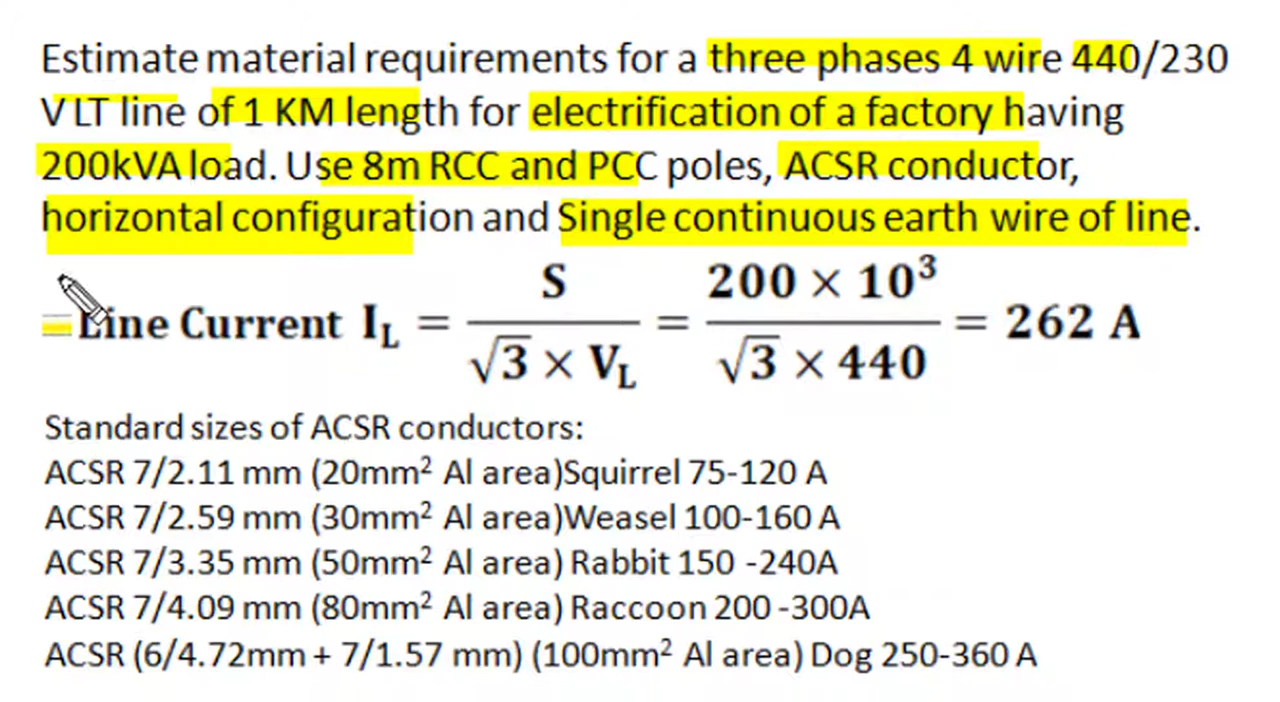 Estimate material requirements for a three phases 4 wire 440/230
V LT line of 1 KM length for electrification of a factory having
200kVA load. Use 8m RCC and PCC poles, ACSR conductor,
horizontal configuration and Single continuous earth wire of line.
Line Current I_L = S / (√3 × V_L) = 200 × 10³ / (√3 × 440) = 262 A
Standard sizes of ACSR conductors:
ACSR 7/2.11 mm (20mm² Al area)Squirrel 75-120 A
ACSR 7/2.59 mm (30mm² Al area)Weasel 100-160 A
ACSR 7/3.35 mm (50mm² Al area) Rabbit 150 -240A
ACSR 7/4.09 mm (80mm² Al area) Raccoon 200 -300A
ACSR (6/4.72mm + 7/1.57 mm) (100mm² Al area) Dog 250-360 A